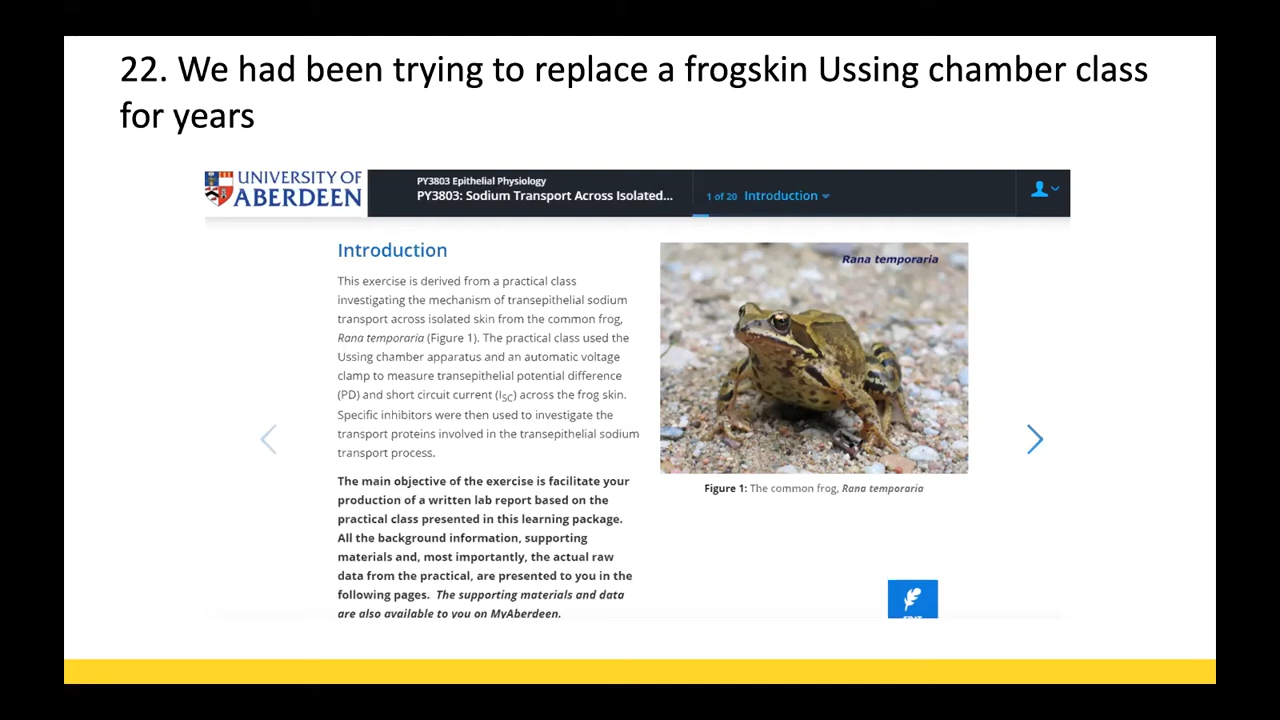 22. We had been trying to replace a frogskin Ussing chamber class
for years
UNIVERSITY OF
ABERDEEN
PY3803 Epithelial Physiology
PY3803: Sodium Transport Across Isolated...
1 of 20 Introduction
Introduction
This exercise is derived from a practical class
investigating the mechanism of transepithelial sodium
transport across isolated skin from the common frog,
Rana temporaria (Figure 1). The practical class used the
Ussing chamber apparatus and an automatic voltage
clamp to measure transepithelial potential difference
(PD) and short circuit current (ISC) across the frog skin.
Specific inhibitors were then used to investigate the
transport proteins involved in the transepithelial sodium
transport process.
The main objective of the exercise is facilitate your
production of a written lab report based on the
practical class presented in this learning package.
All the background information, supporting
materials and, most importantly, the actual raw
data from the practical, are presented to you in the
following pages. The supporting materials and data
are also available to you on MyAberdeen.
Rana temporaria
Figure 1: The common frog, Rana temporaria